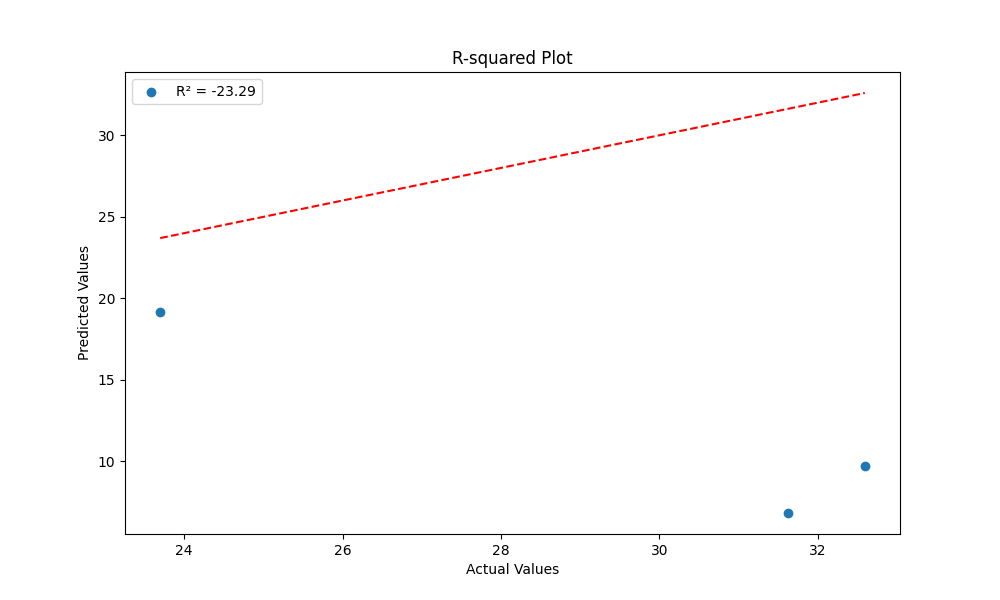 R-squared Plot
R² = -23.29
30
25
20
15
10
Predicted Values
24 26 28 30 32
Actual Values